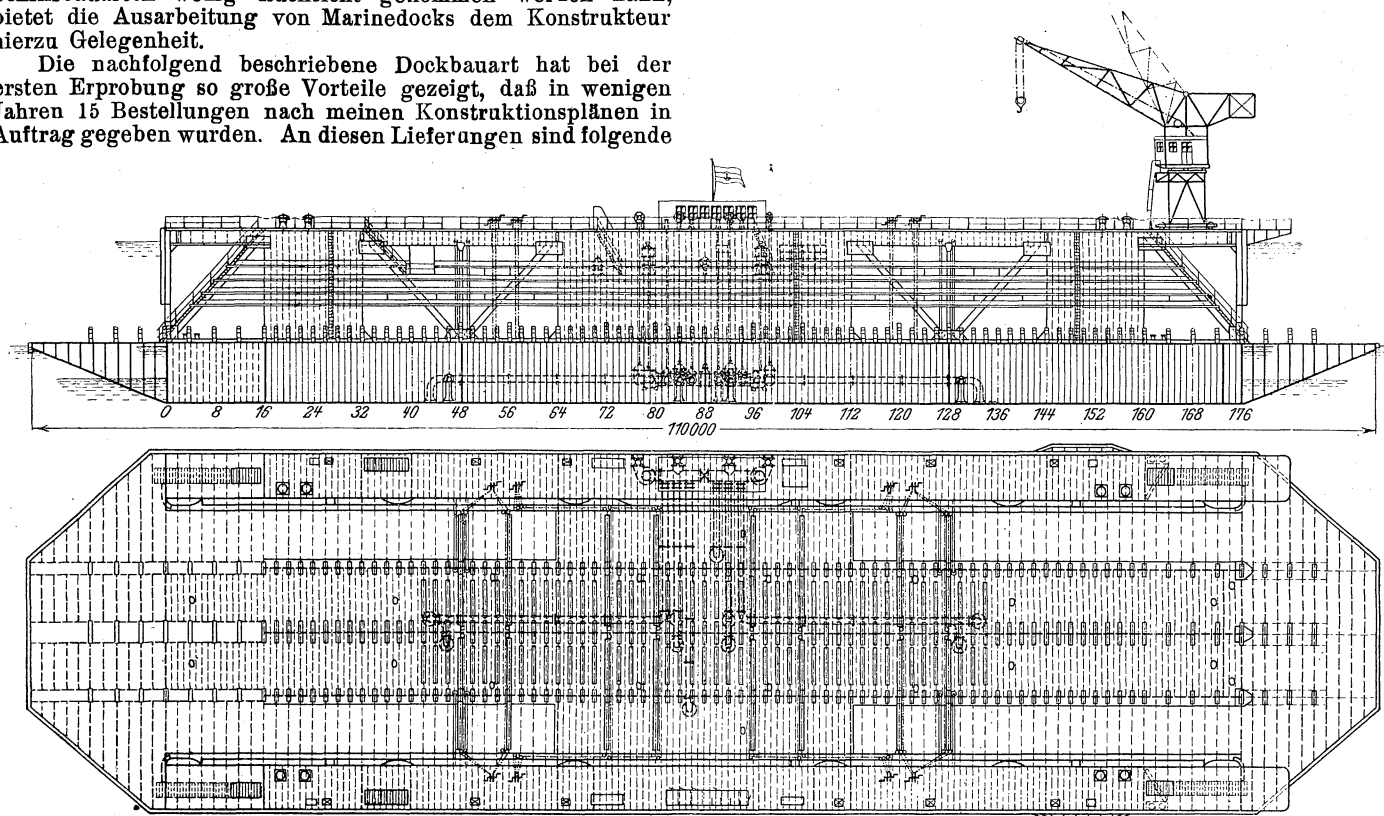 bietet die Ausarbeitung von Marinedocks dem Konstrukteur
hierzu Gelegenheit.
Die nachfolgend beschriebene Dockbauart hat bei der
ersten Erprobung so große Vorteile gezeigt, daß in wenigen
Jahren 15 Bestellungen nach meinen Konstruktionsplänen in
Auftrag gegeben wurden. An diesen Lieferungen sind folgende
0 8 16 24 32 40 48 56 64 72 80 88 96 104 112 120 128 136 144 152 160 168 176
110000